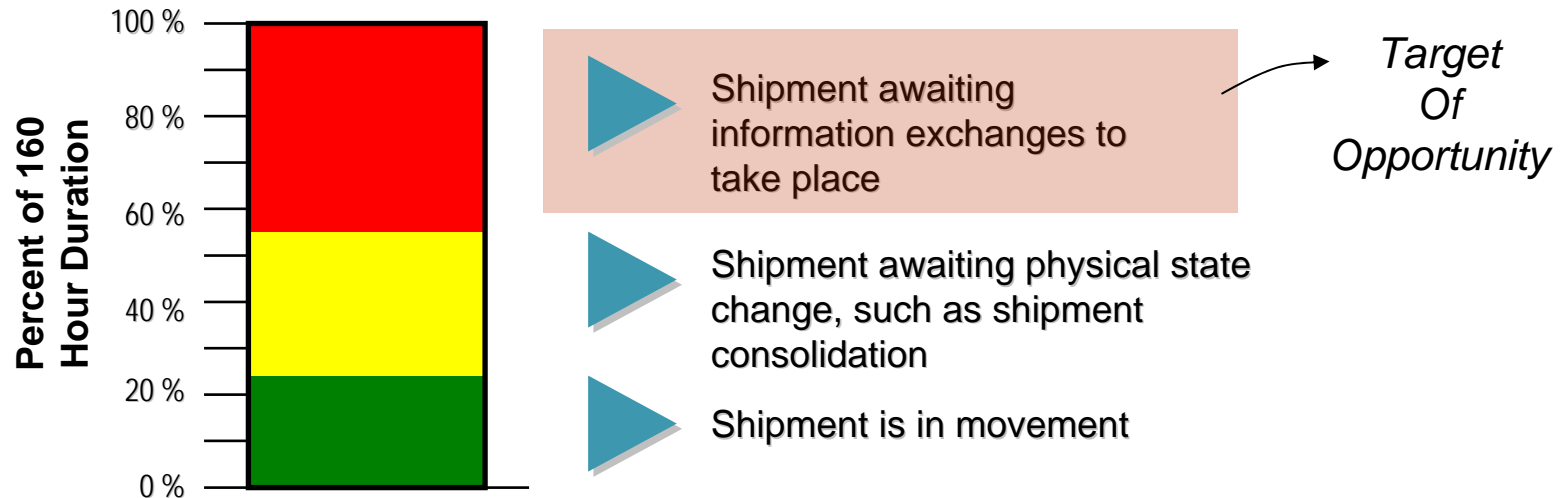 Percent of 160
Hour Duration
100 %
80 %
60 %
40 %
20 %
0 %
Shipment awaiting
information exchanges to
take place
Target
Of
Opportunity
Shipment awaiting physical state
change, such as shipment
consolidation
Shipment is in movement